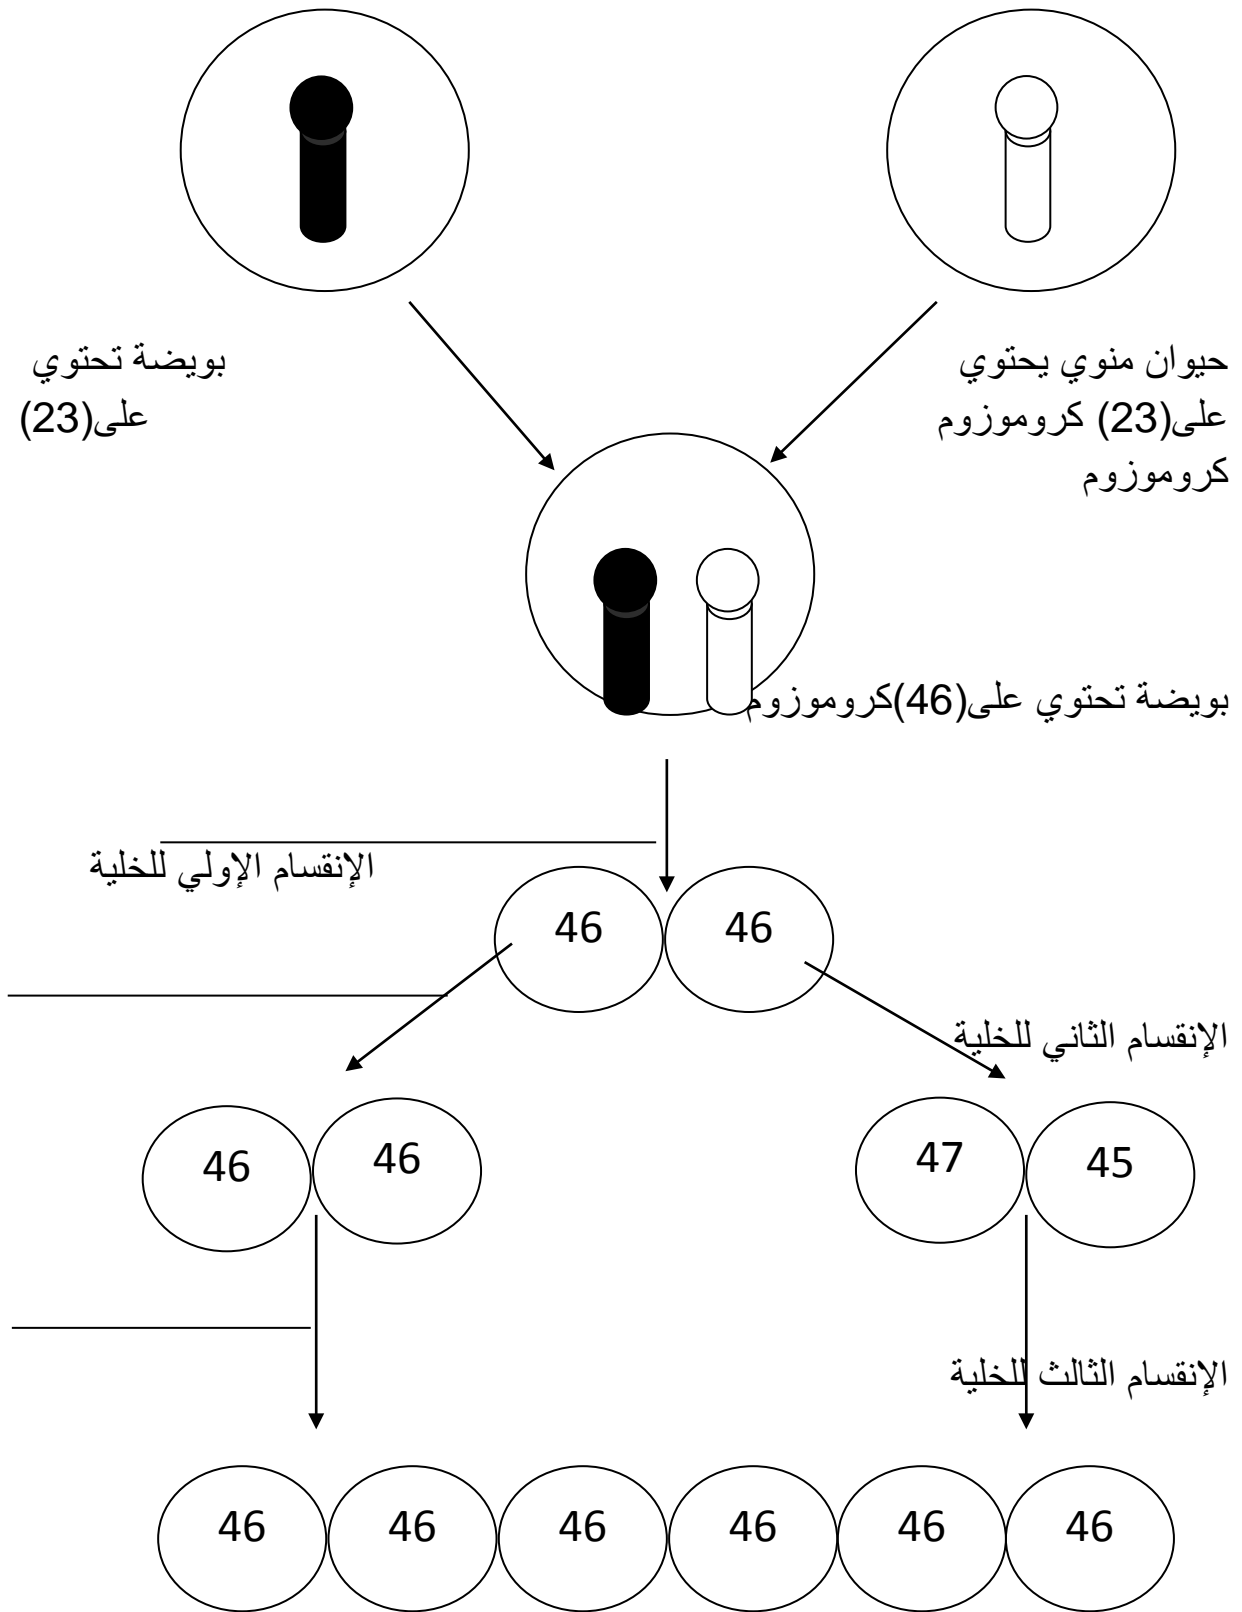 حيوان منوي يحتوي
على(23) كروموزوم
كروموزوم
بويضة تحتوي
على(23)
بويضة تحتوي على(46)كروموزوم
الإنقسام الإولي للخلية
46 46
الإنقسام الثاني للخلية
46 46 47 45
الإنقسام الثالث للخلية
46 46 46 46 46 46